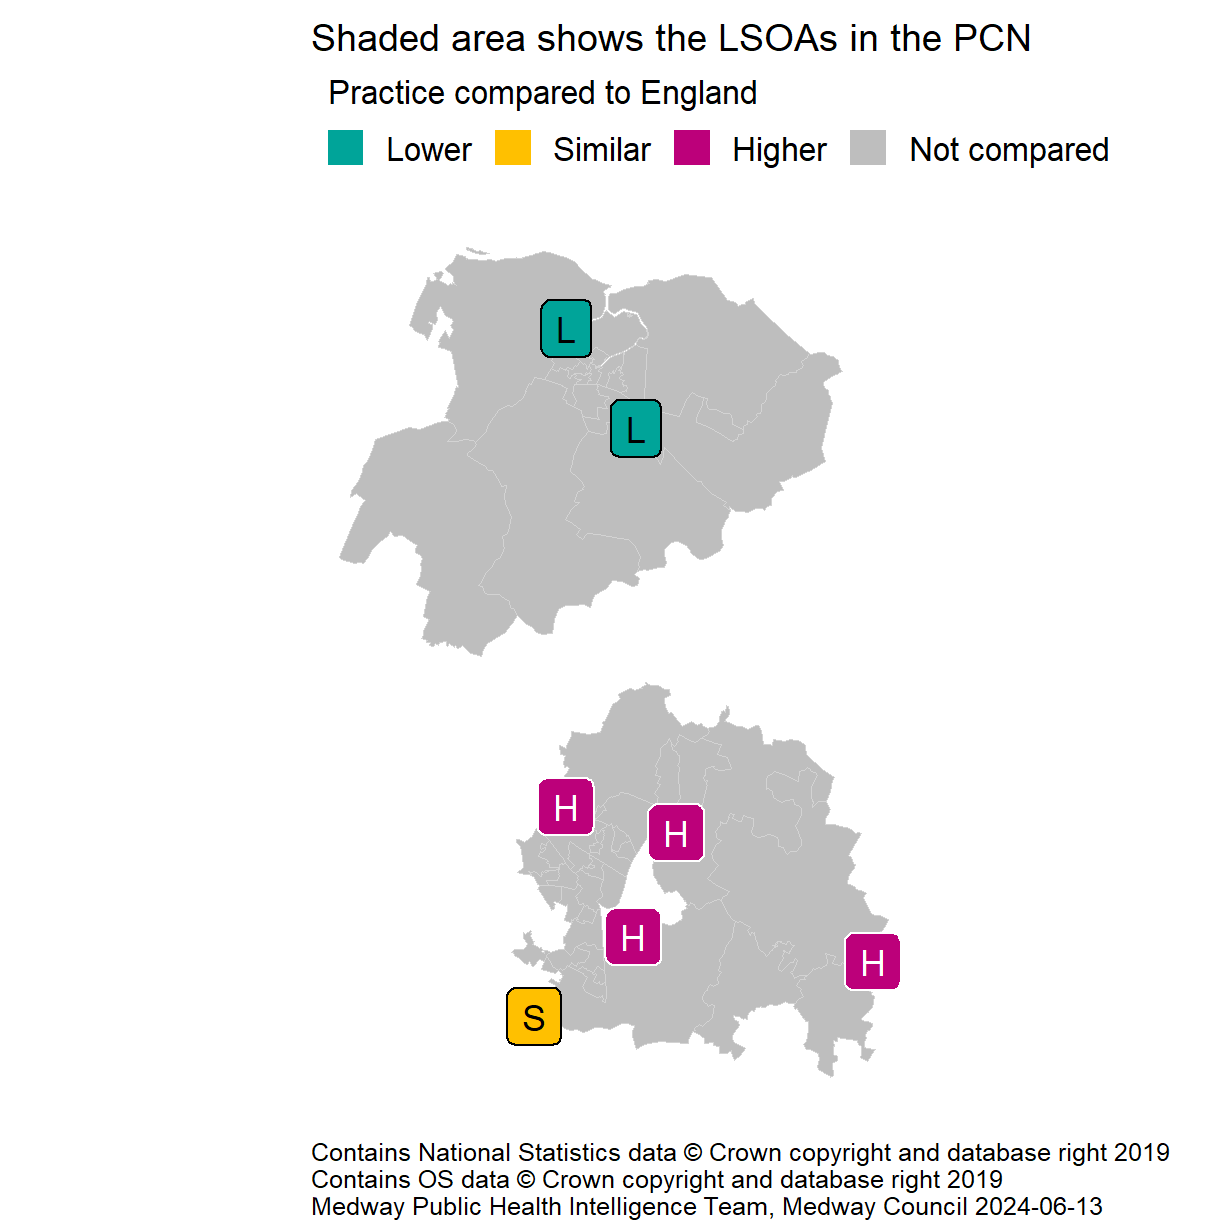 Shaded area shows the LSOAs in the PCN
Practice compared to England
Lower Similar Higher Not compared
L
L
H
H
H
H
S
Contains National Statistics data © Crown copyright and database right 2019
Contains OS data © Crown copyright and database right 2019
Medway Public Health Intelligence Team, Medway Council 2024-06-13